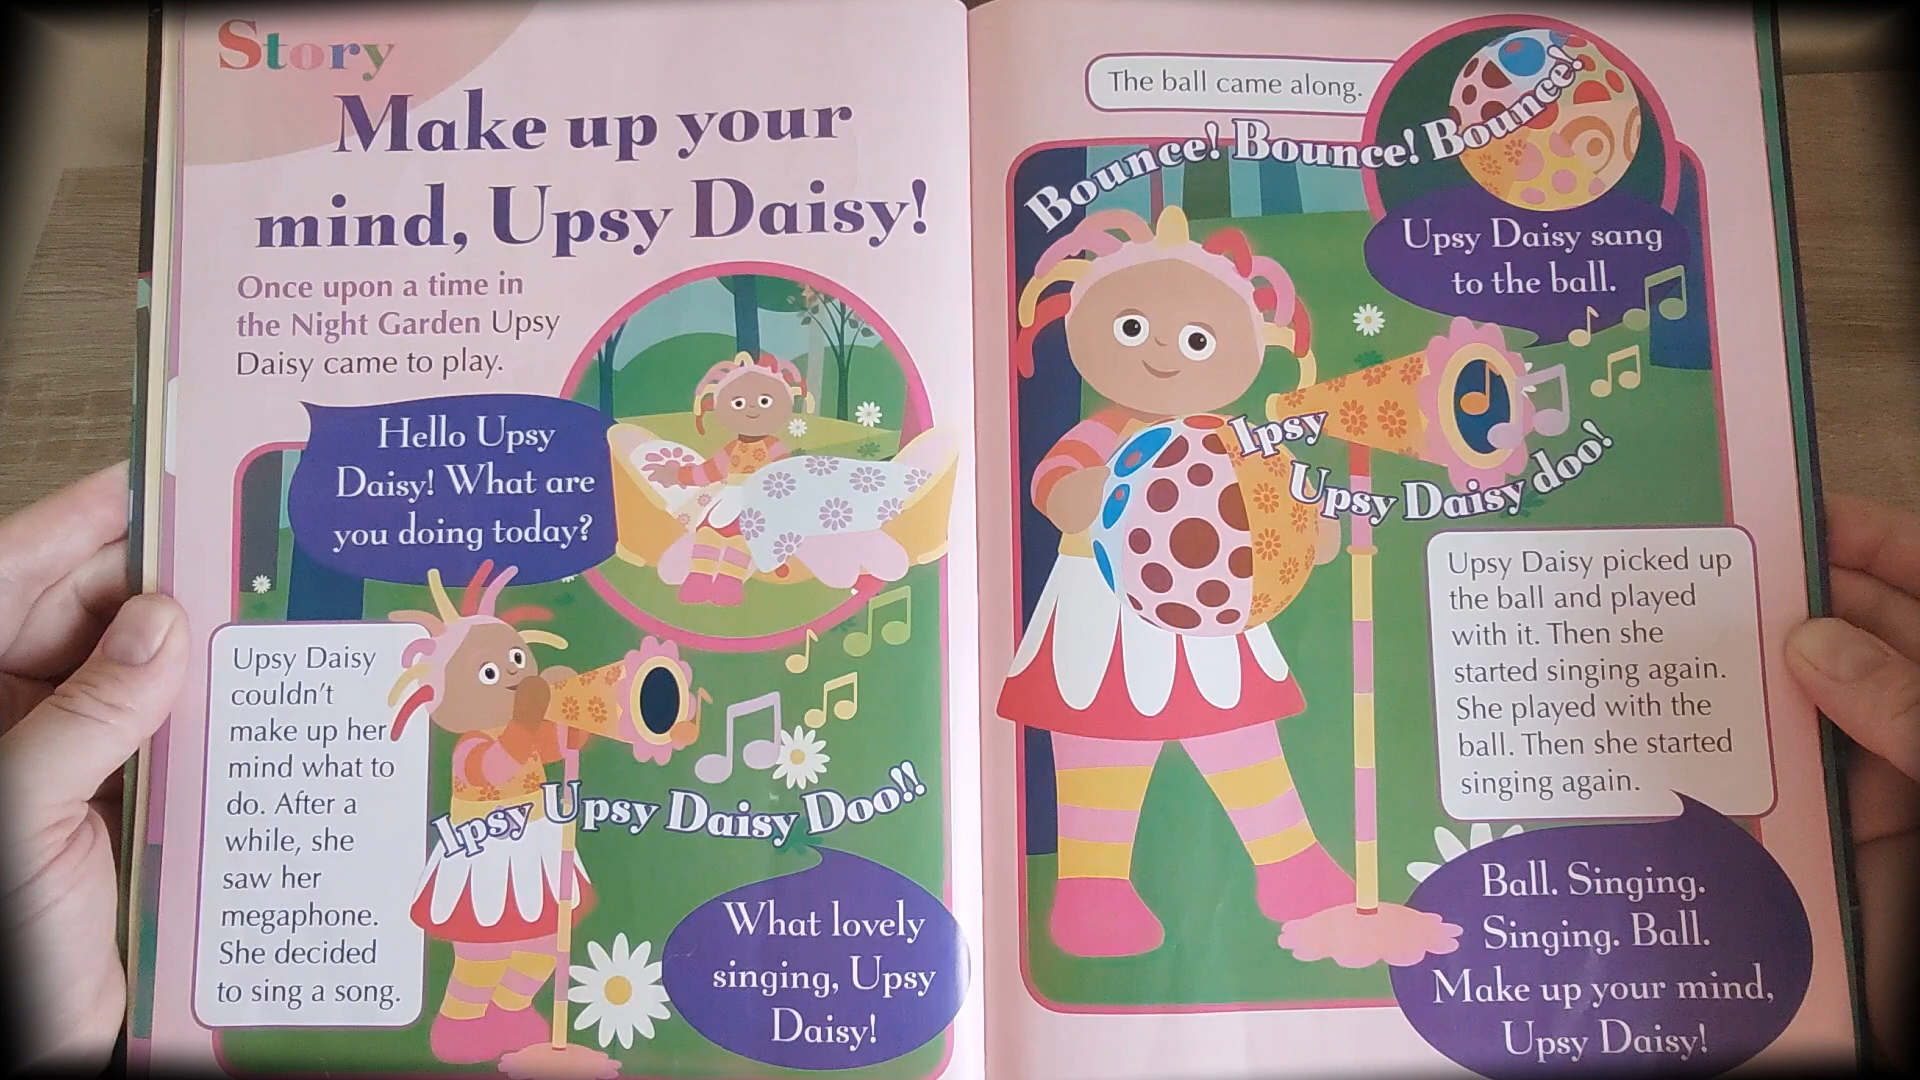 Story
Make up your
mind, Upsy Daisy!
Once upon a time in
the Night Garden Upsy
Daisy came to play.
Hello Upsy
Daisy! What are
you doing today?
Upsy Daisy
couldn't
make up her
mind what to
do. After a
while, she
saw her
megaphone.
She decided
to sing a song.
Ipsy Upsy Daisy Doo!!
What lovely
singing, Upsy
Daisy!
The ball came along.
Bounce! Bounce! Bounce!
Upsy Daisy sang
to the ball.
Ipsy
Upsy Daisy doo!
Upsy Daisy picked up
the ball and played
with it. Then she
started singing again.
She played with the
ball. Then she started
singing again.
Ball. Singing.
Singing. Ball.
Make up your mind,
Upsy Daisy!